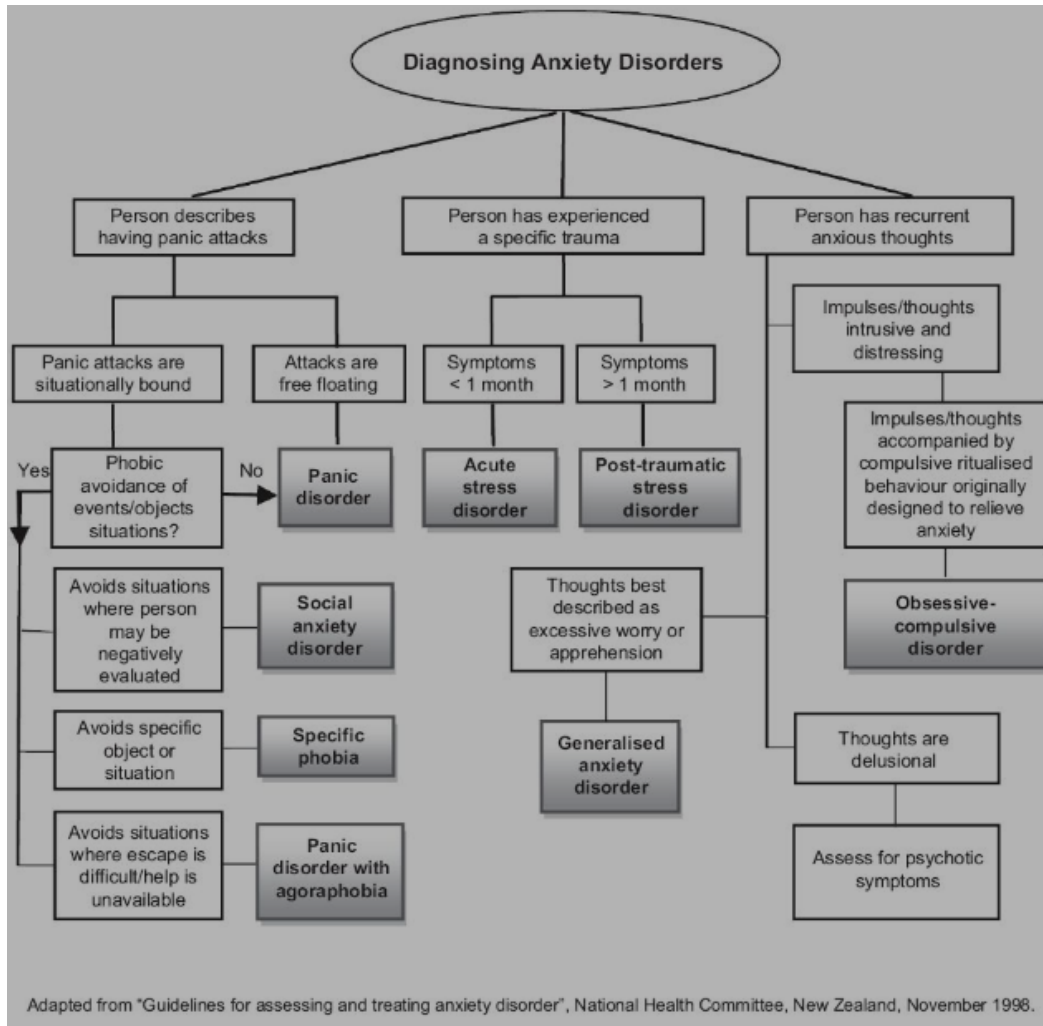 Diagnosing Anxiety Disorders
Person describes
having panic attacks
Person has experienced
a specific trauma
Person has recurrent
anxious thoughts
Panic attacks are
situationally bound
Attacks are
free floating
Symptoms
< 1 month
Symptoms
> 1 month
Impulses/thoughts
intrusive and
distressing
Yes
Phobic
avoidance of
events/objects
situations?
No
Panic
disorder
Acute
stress
disorder
Post-traumatic
stress
disorder
Impulses/thoughts
accompanied by
compulsive ritualised
behaviour originally
designed to relieve
anxiety
Avoids situations
where person
may be
negatively
evaluated
Social
anxiety
disorder
Thoughts best
described as
excessive worry or
apprehension
Obsessive-
compulsive
disorder
Avoids specific
object or
situation
Specific
phobia
Generalised
anxiety
disorder
Thoughts are
delusional
Avoids situations
where escape is
difficult/help is
unavailable
Panic
disorder with
agoraphobia
Assess for psychotic
symptoms
Adapted from "Guidelines for assessing and treating anxiety disorder", National Health Committee, New Zealand, November 1998.